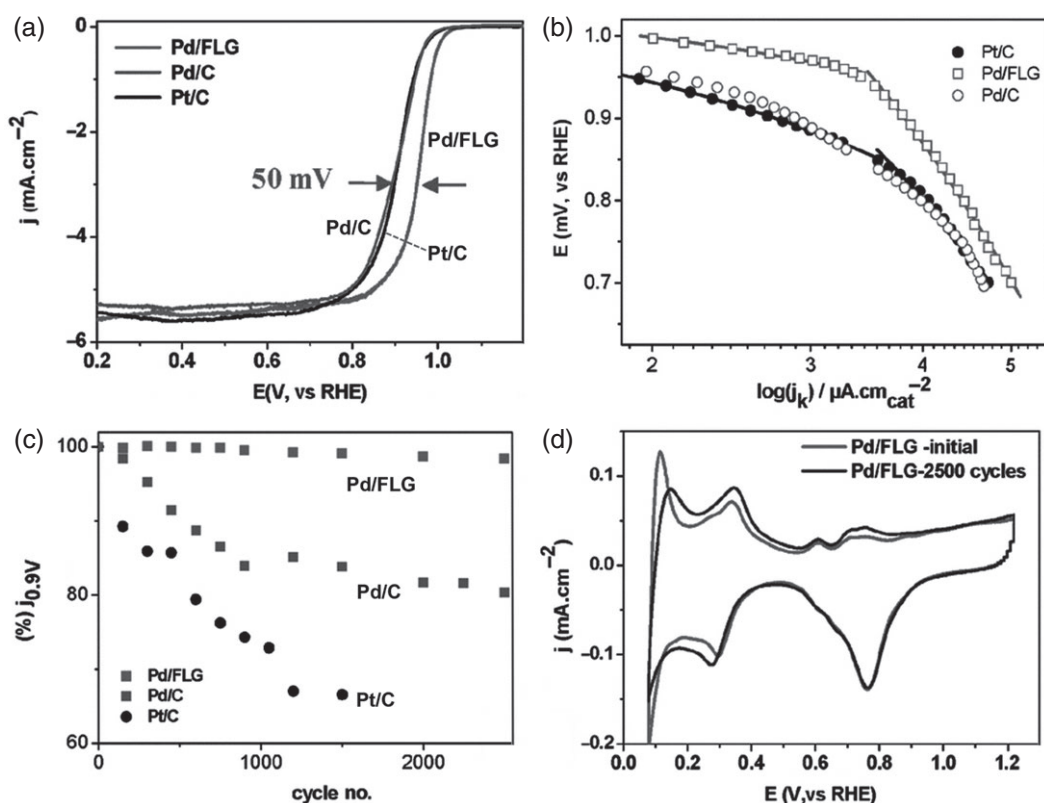 (a)
0
−2
−4
−6
j (mA.cm⁻²)
Pd/FLG
Pd/C
Pt/C
Pd/FLG
50 mV
Pd/C
Pt/C
0.2 0.4 0.6 0.8 1.0
E(V, vs RHE)
(b)
1.0
0.9
0.8
0.7
E (mV, vs RHE)
Pt/C
Pd/FLG
Pd/C
2 3 4 5
log(jₖ) / µA.cm_cat⁻²
(c)
100
80
60
(%) j₀.₉V
Pd/FLG
Pd/C
Pd/FLG
Pd/C
Pt/C
Pt/C
0 1000 2000
cycle no.
(d)
0.1
0.0
−0.1
−0.2
j (mA.cm⁻²)
Pd/FLG -initial
Pd/FLG-2500 cycles
0.0 0.2 0.4 0.6 0.8 1.0 1.2
E (V,vs RHE)